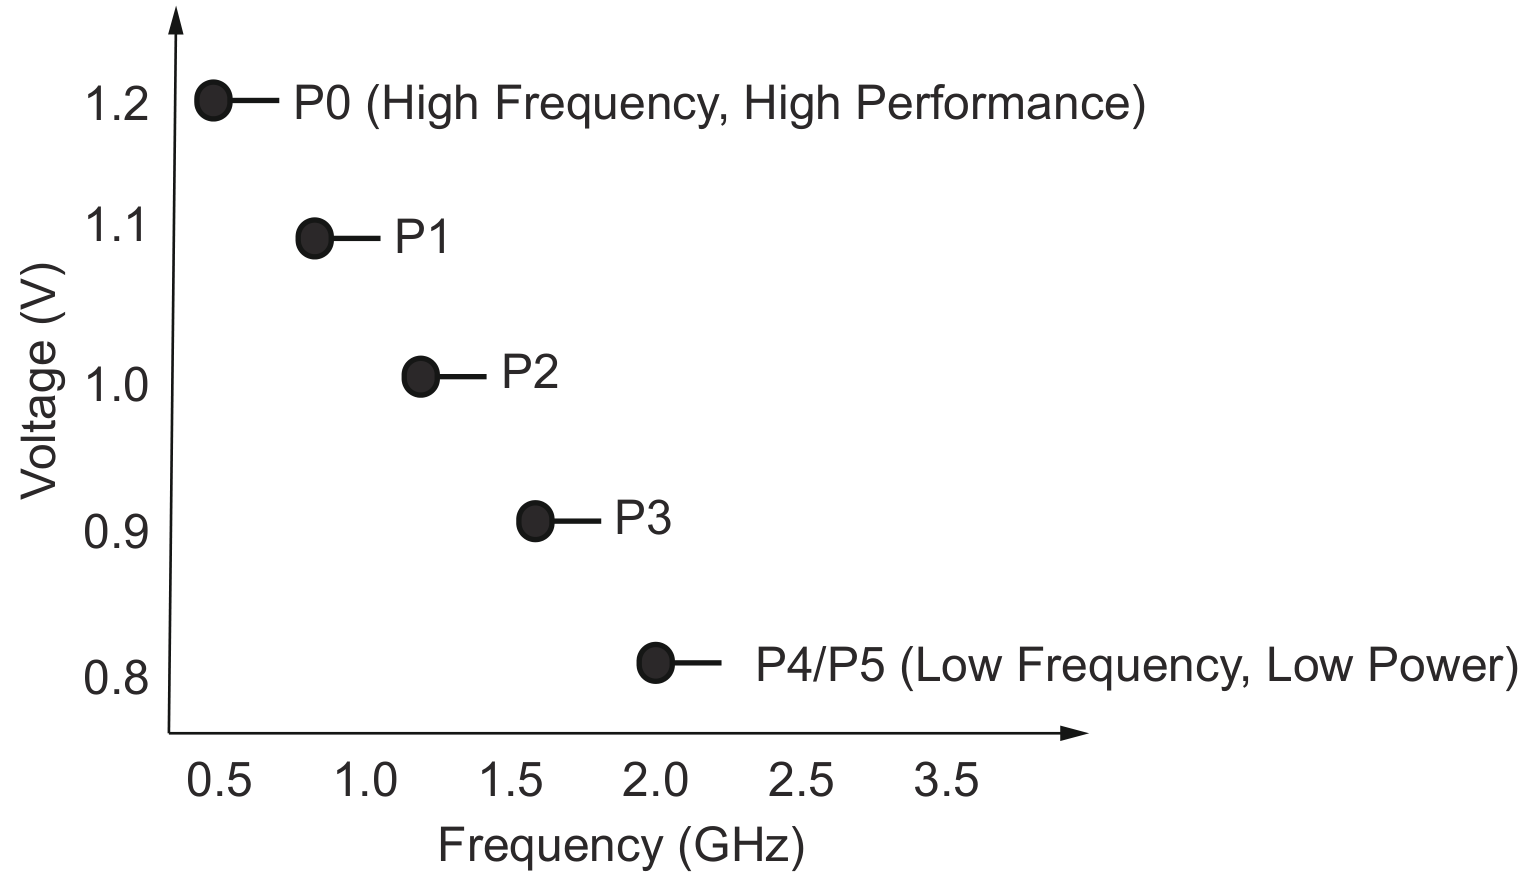 1.2
P0 (High Frequency, High Performance)
1.1
P1
1.0
P2
0.9
P3
0.8
P4/P5 (Low Frequency, Low Power)
Voltage (V)
0.5 1.0 1.5 2.0 2.5 3.5
Frequency (GHz)